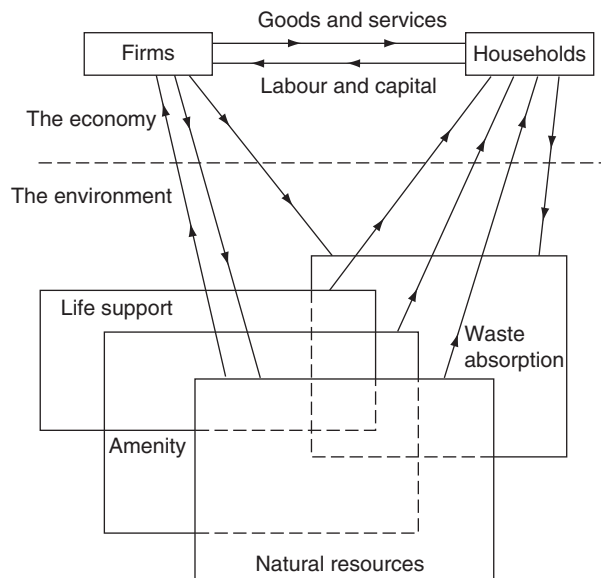 Goods and services
Firms
Households
Labour and capital
The economy
The environment
Life support
Waste
absorption
Amenity
Natural resources